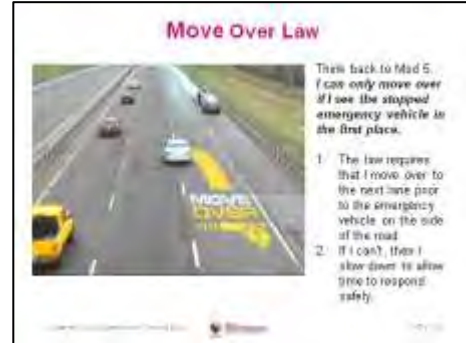 Move Over Law
Think back to Mod 5.
I can only move over
if I see the stopped
emergency vehicle in
the first place.
1. The law requires
that I move over to
the next lane prior
to the emergency
vehicle on the side
of the road
2. If I can't, then I
slow down to allow
time to respond
safely.
MOVE
OVER